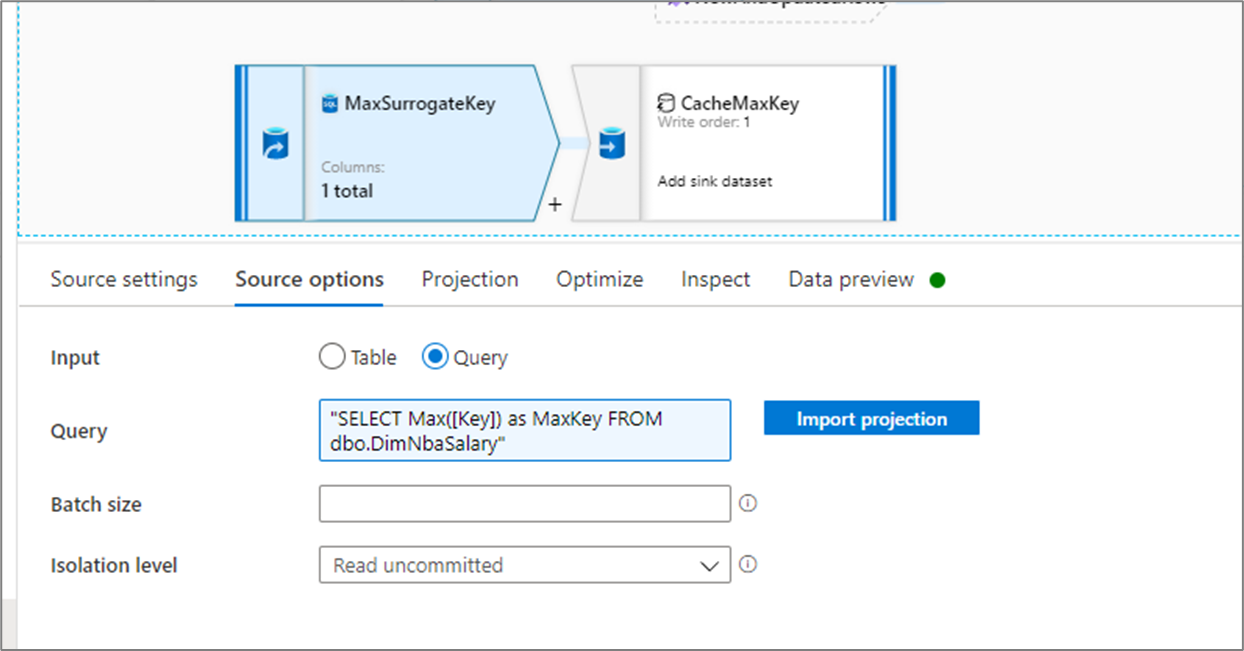 MaxSurrogateKey
Columns:
1 total
+
CacheMaxKey
Write order: 1
Add sink dataset
Source settings
Source options
Projection
Optimize
Inspect
Data preview
Input
Table
Query
Query
"SELECT Max([Key]) as MaxKey FROM
dbo.DimNbaSalary"
Import projection
Batch size
Isolation level
Read uncommitted